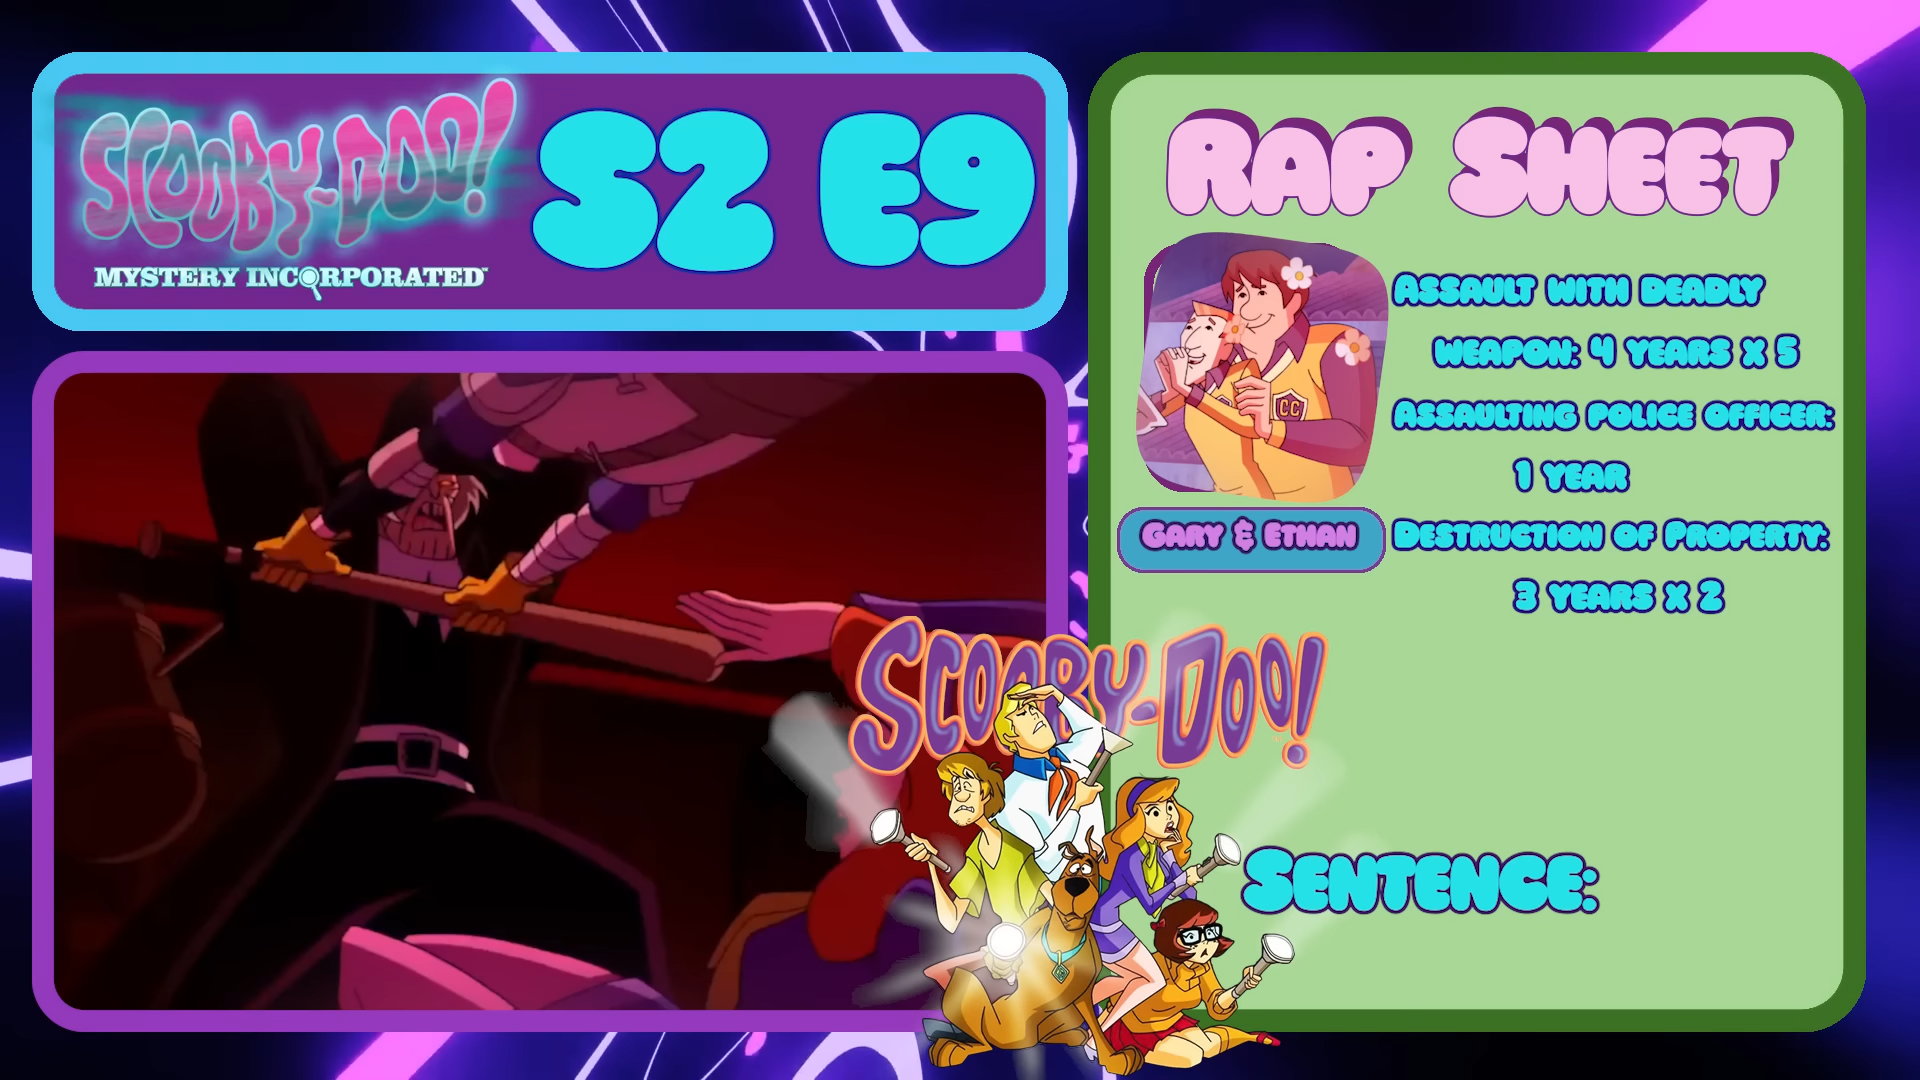 SCOOBY-DOO!
MYSTERY INCORPORATED
S2 E9
RAP SHEET
ASSAULT WITH DEADLY
WEAPON: 4 YEARS X 5
ASSAULTING POLICE OFFICER:
1 YEAR
DESTRUCTION OF PROPERTY:
3 YEARS X 2
CC
GARY & ETHAN
SCOOBY-DOO!
SENTENCE: